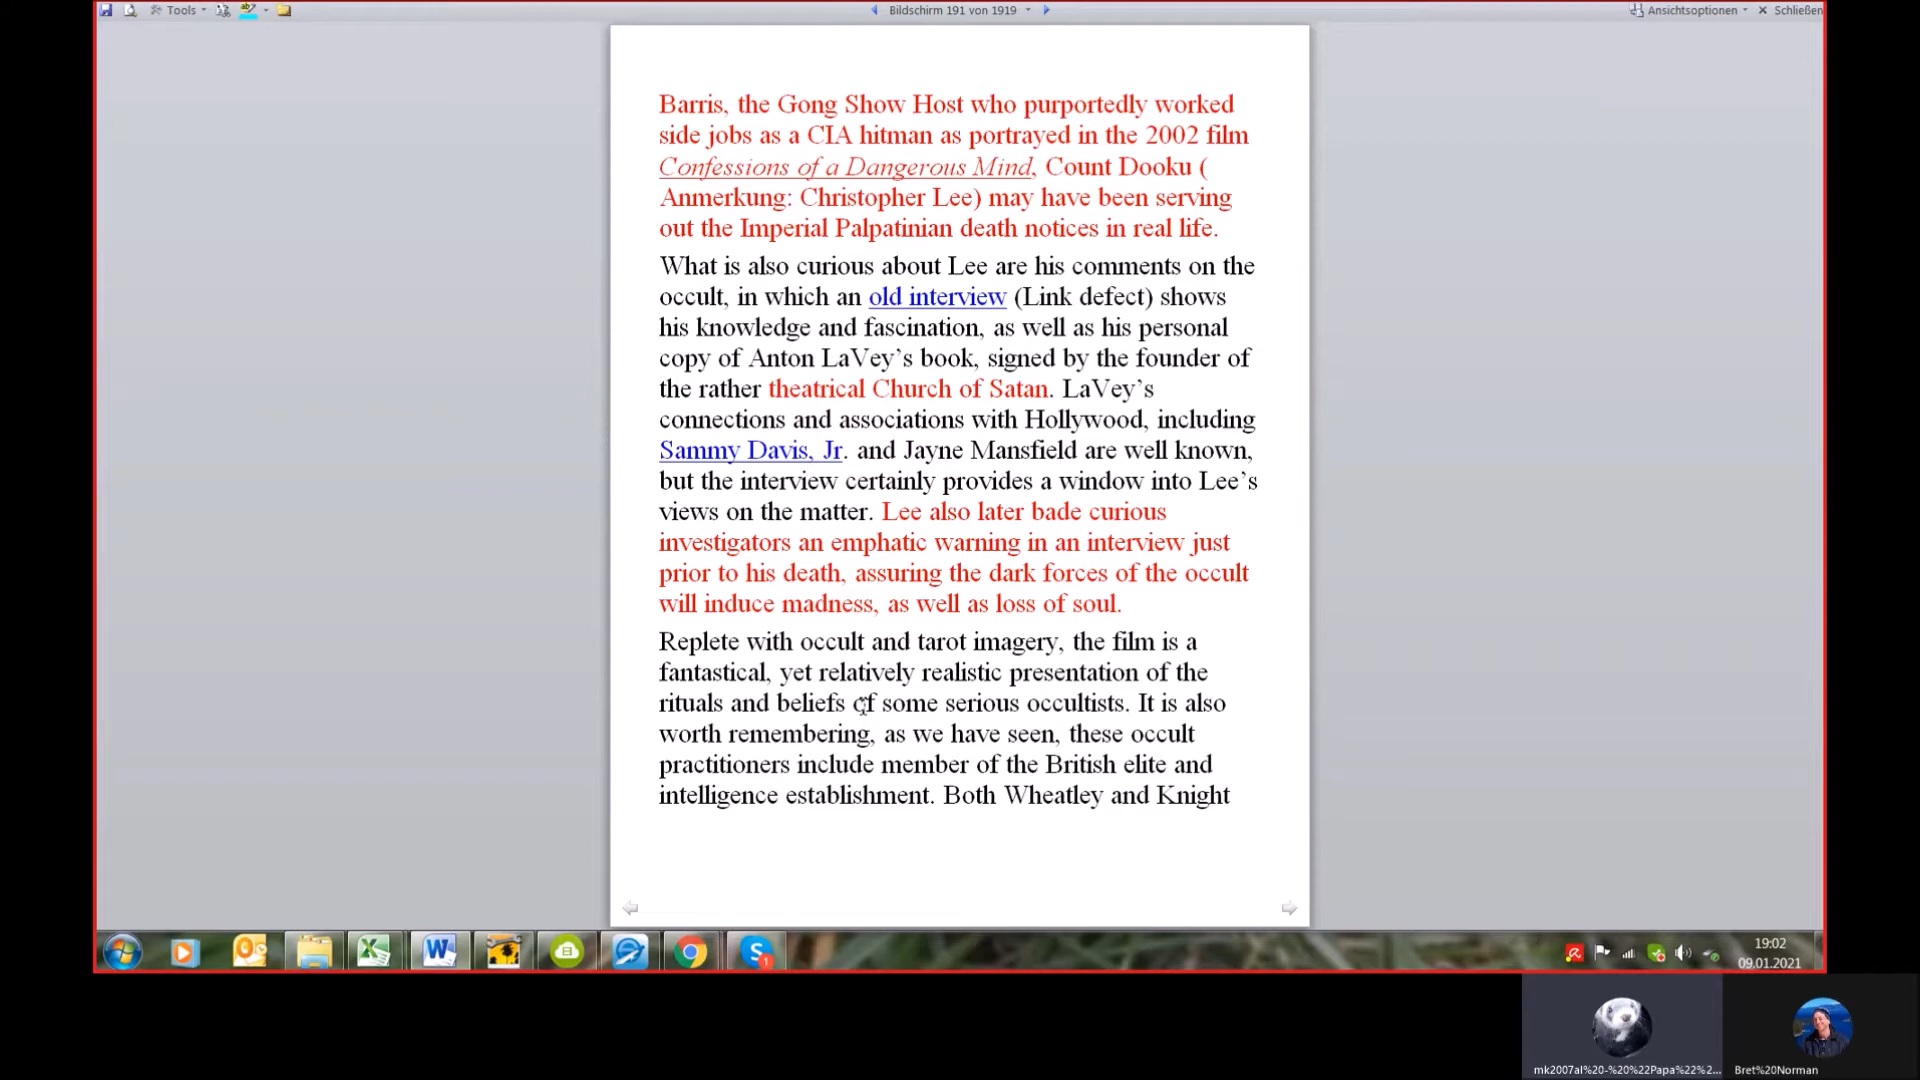 Tools
Bildschirm 191 von 1919
Ansichtsoptionen
Schließen
Barris, the Gong Show Host who purportedly worked
side jobs as a CIA hitman as portrayed in the 2002 film
Confessions of a Dangerous Mind, Count Dooku (
Anmerkung: Christopher Lee) may have been serving
out the Imperial Palpatinian death notices in real life.
What is also curious about Lee are his comments on the
occult, in which an old interview (Link defect) shows
his knowledge and fascination, as well as his personal
copy of Anton LaVey’s book, signed by the founder of
the rather theatrical Church of Satan. LaVey’s
connections and associations with Hollywood, including
Sammy Davis, Jr. and Jayne Mansfield are well known,
but the interview certainly provides a window into Lee’s
views on the matter. Lee also later bade curious
investigators an emphatic warning in an interview just
prior to his death, assuring the dark forces of the occult
will induce madness, as well as loss of soul.
Replete with occult and tarot imagery, the film is a
fantastical, yet relatively realistic presentation of the
rituals and beliefs of some serious occultists. It is also
worth remembering, as we have seen, these occult
practitioners include member of the British elite and
intelligence establishment. Both Wheatley and Knight
19:02
09.01.2021
mk2007al%20-%20%22Papa%22%2...
Bret%20Norman